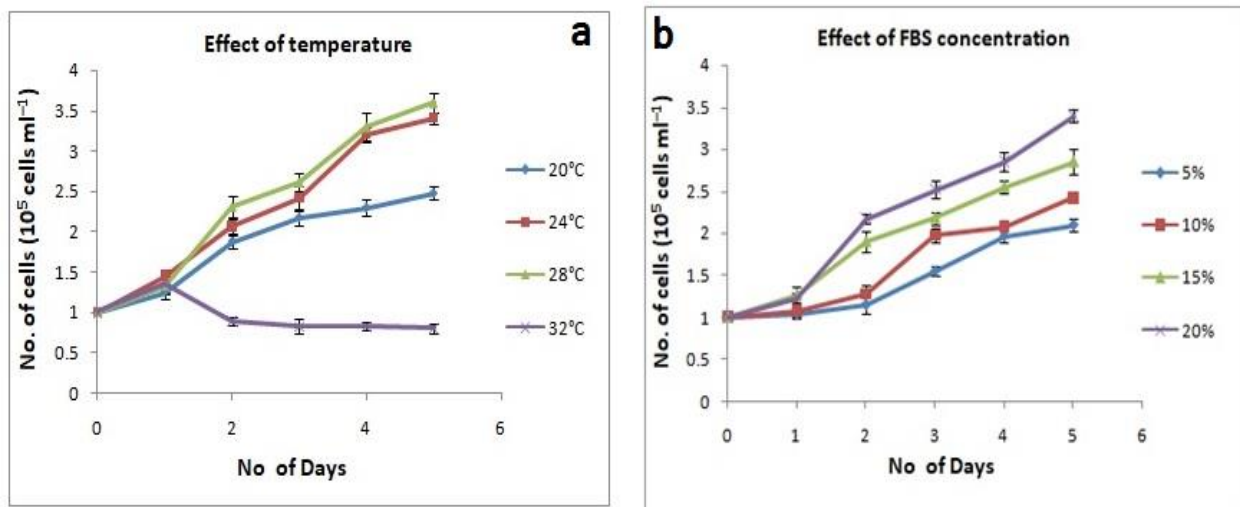 Effect of temperature
a
No. of cells (10⁵ cells ml⁻¹)
4
3.5
3
2.5
2
1.5
1
0.5
0
0 2 4 6
No of Days
20°C
24°C
28°C
32°C
b
Effect of FBS concentration
No. of cells (10⁵ cells ml⁻¹)
4
3.5
3
2.5
2
1.5
1
0.5
0
0 1 2 3 4 5 6
No of Days
5%
10%
15%
20%